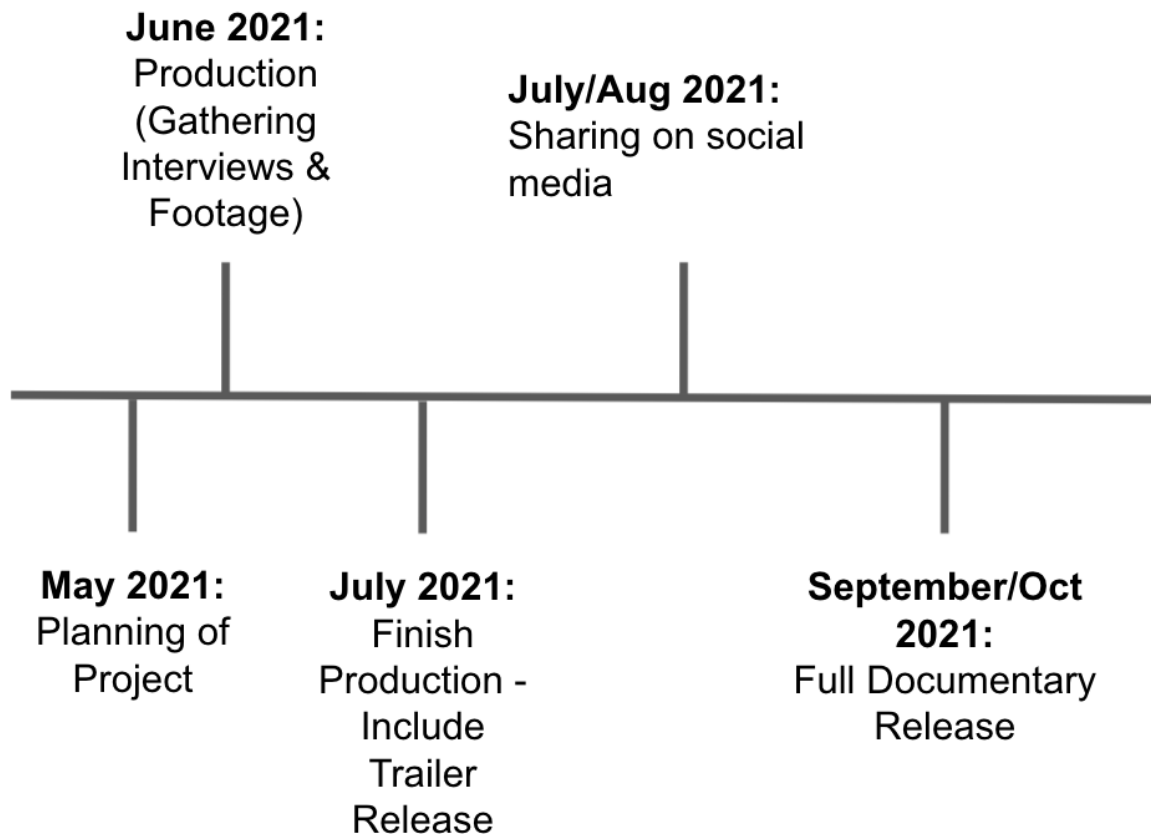 June 2021:
Production
(Gathering
Interviews &
Footage)
July/Aug 2021:
Sharing on social
media
May 2021:
Planning of
Project
July 2021:
Finish
Production -
Include
Trailer
Release
September/Oct
2021:
Full Documentary
Release